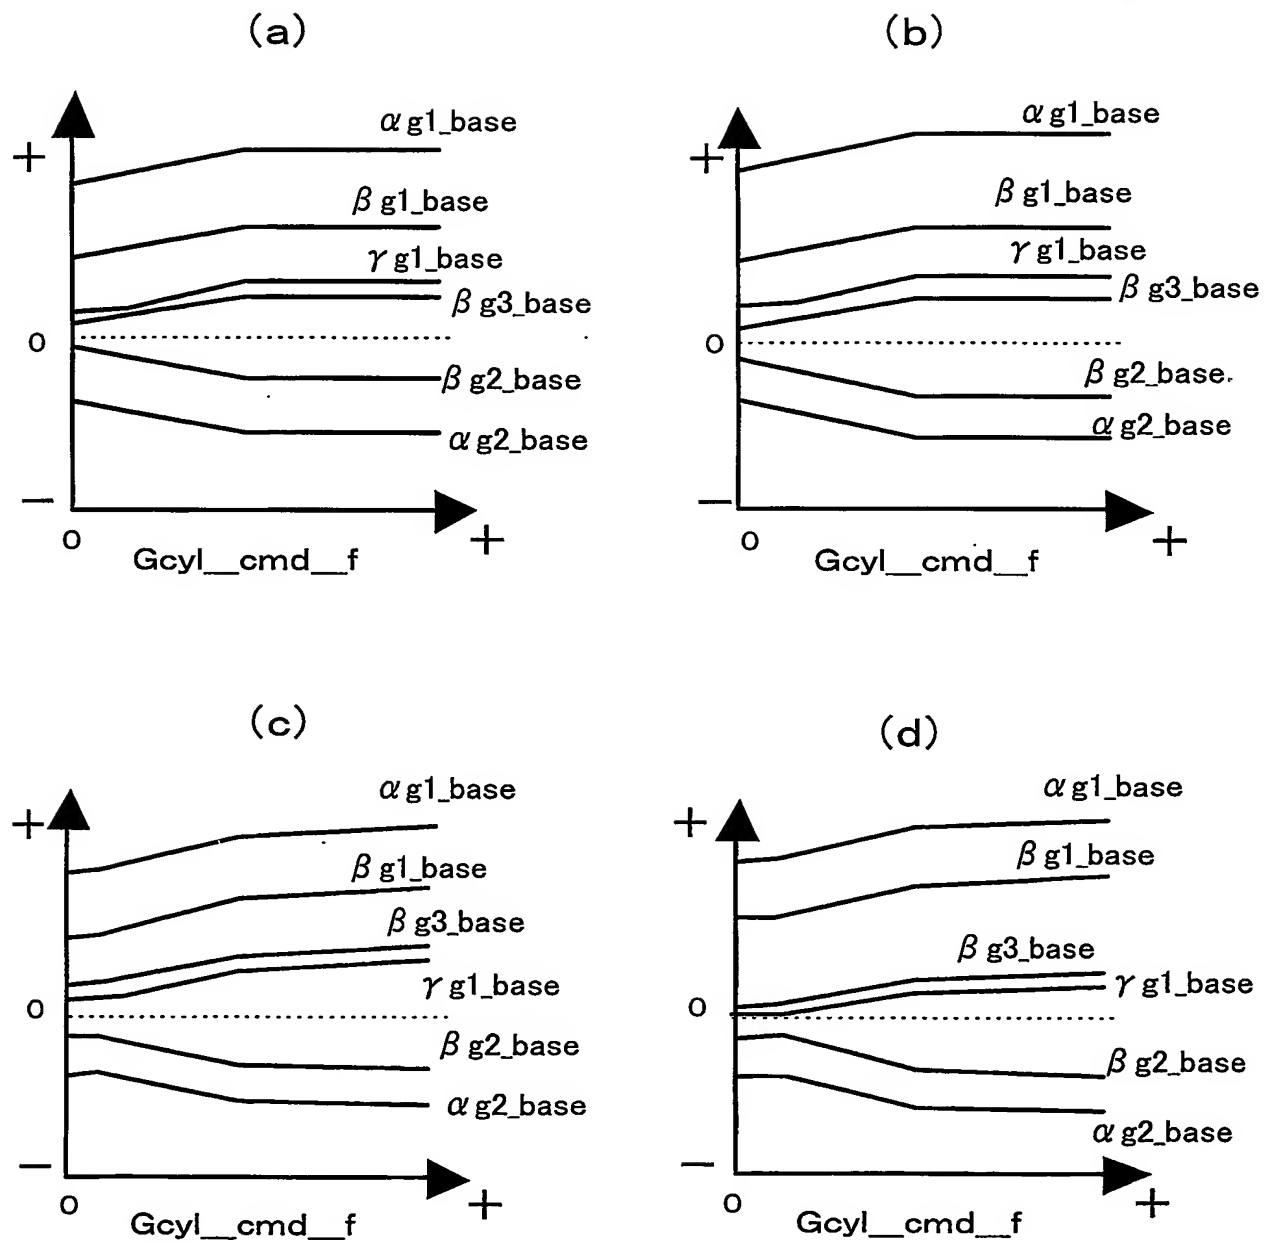 (a)
+
αg1_base
βg1_base
γg1_base
βg3_base
0
βg2_base
αg2_base
−
0
+
Gcyl__cmd__f
(b)
+
αg1_base
βg1_base
γg1_base
βg3_base
0
βg2_base
αg2_base
−
0
+
Gcyl__cmd__f
(c)
+
αg1_base
βg1_base
βg3_base
γg1_base
0
βg2_base
αg2_base
−
0
+
Gcyl__cmd__f
(d)
+
αg1_base
βg1_base
βg3_base
γg1_base
0
βg2_base
αg2_base
−
0
+
Gcyl__cmd__f